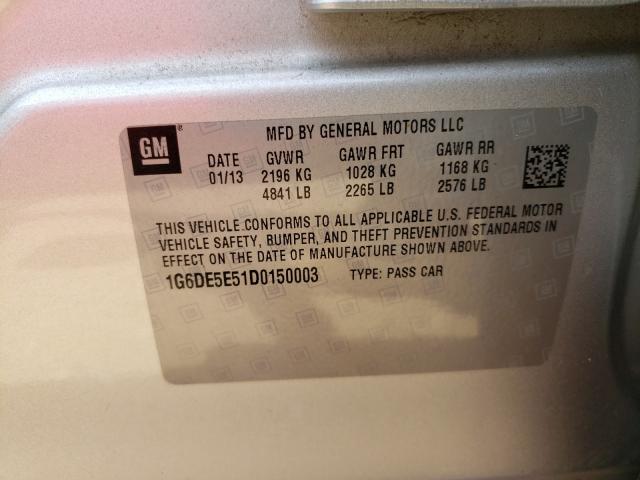 GM ®
MFD BY GENERAL MOTORS LLC
DATE GVWR GAWR FRT GAWR RR
01/13 2196 KG 1028 KG 1168 KG
4841 LB 2265 LB 2576 LB
THIS VEHICLE CONFORMS TO ALL APPLICABLE U.S. FEDERAL MOTOR
VEHICLE SAFETY, BUMPER, AND THEFT PREVENTION STANDARDS IN
EFFECT ON THE DATE OF MANUFACTURE SHOWN ABOVE.
1G6DE5E51D0150003 TYPE: PASS CAR